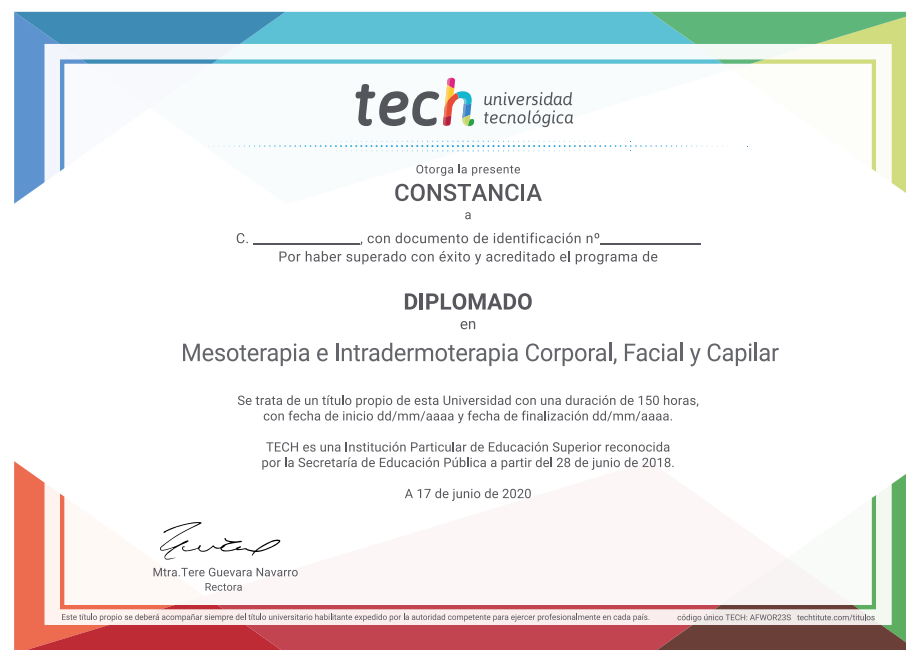 tech universidad
tecnológica
Otorga la presente
CONSTANCIA
a
C. ____________, con documento de identificación nº____________
Por haber superado con éxito y acreditado el programa de
DIPLOMADO
en
Mesoterapia e Intradermoterapia Corporal, Facial y Capilar
Se trata de un título propio de esta Universidad con una duración de 150 horas,
con fecha de inicio dd/mm/aaaa y fecha de finalización dd/mm/aaaa.
TECH es una Institución Particular de Educación Superior reconocida
por la Secretaría de Educación Pública a partir del 28 de junio de 2018.
A 17 de junio de 2020
Mtra.Tere Guevara Navarro
Rectora
Este título propio se deberá acompañar siempre del título universitario habilitante expedido por la autoridad competente para ejercer profesionalmente en cada país. código único TECH: AFWOR23S techtitute.com/titulos